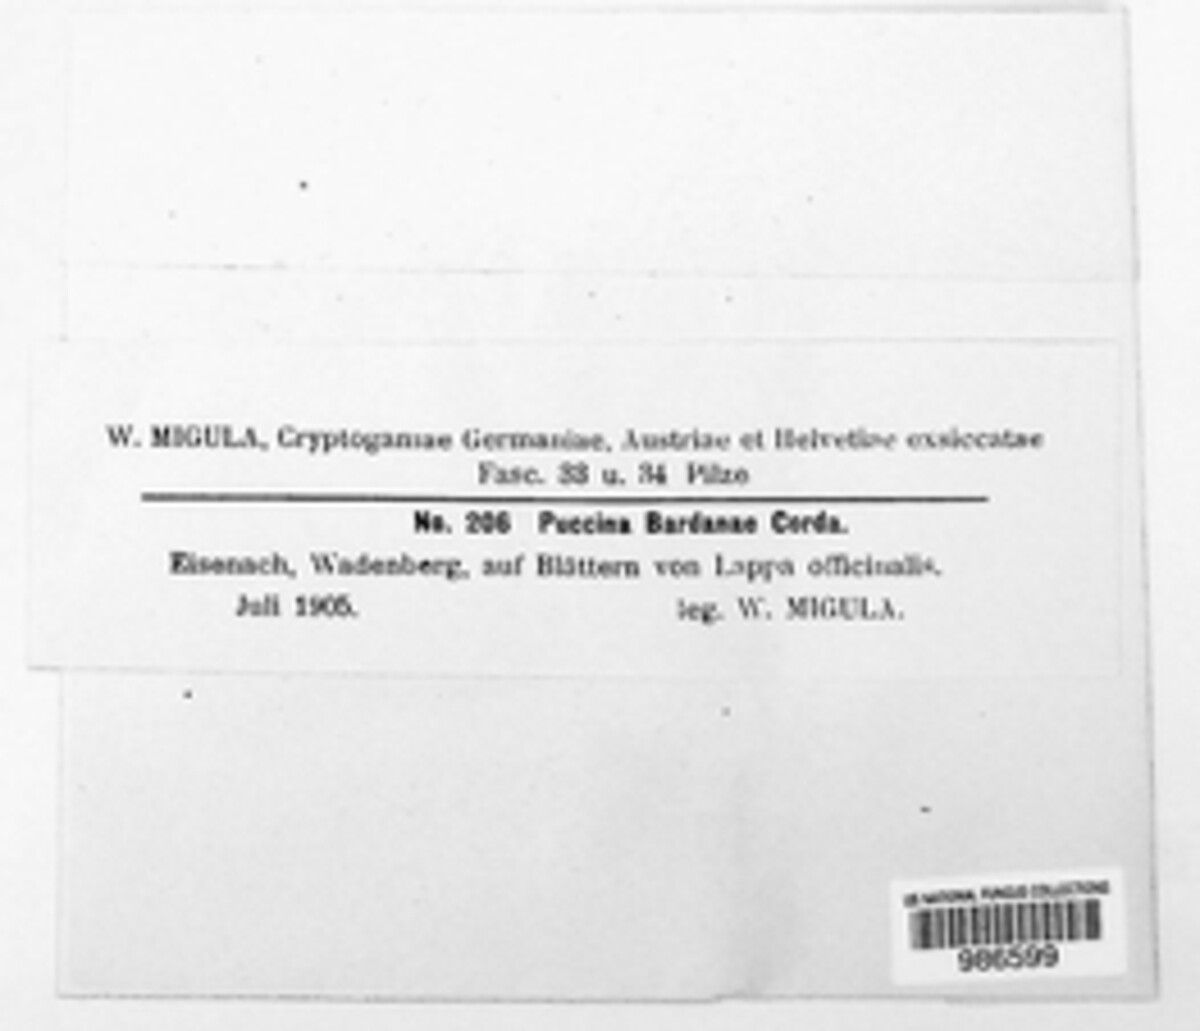 W. MIGULA, Cryptogamae Germaniae, Austriae et Helvetiae exsiccatae
Fasc. 33 u. 34 Pilze
No. 206 Puccina Bardanae Corda.
Eisenach, Wadenberg, auf Blättern von Lappa officinalis.
Juli 1905. leg. W. MIGULA.
US NATIONAL FUNGUS COLLECTIONS
986599